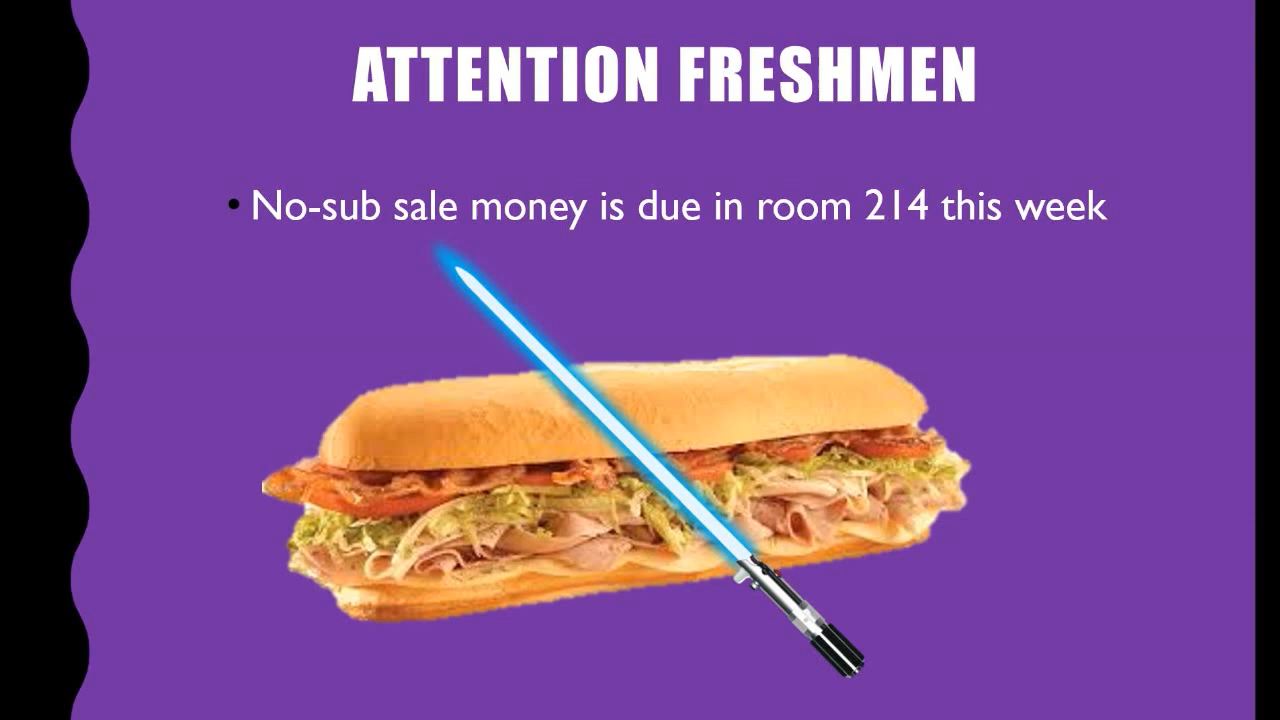 ATTENTION FRESHMEN
• No-sub sale money is due in room 214 this week